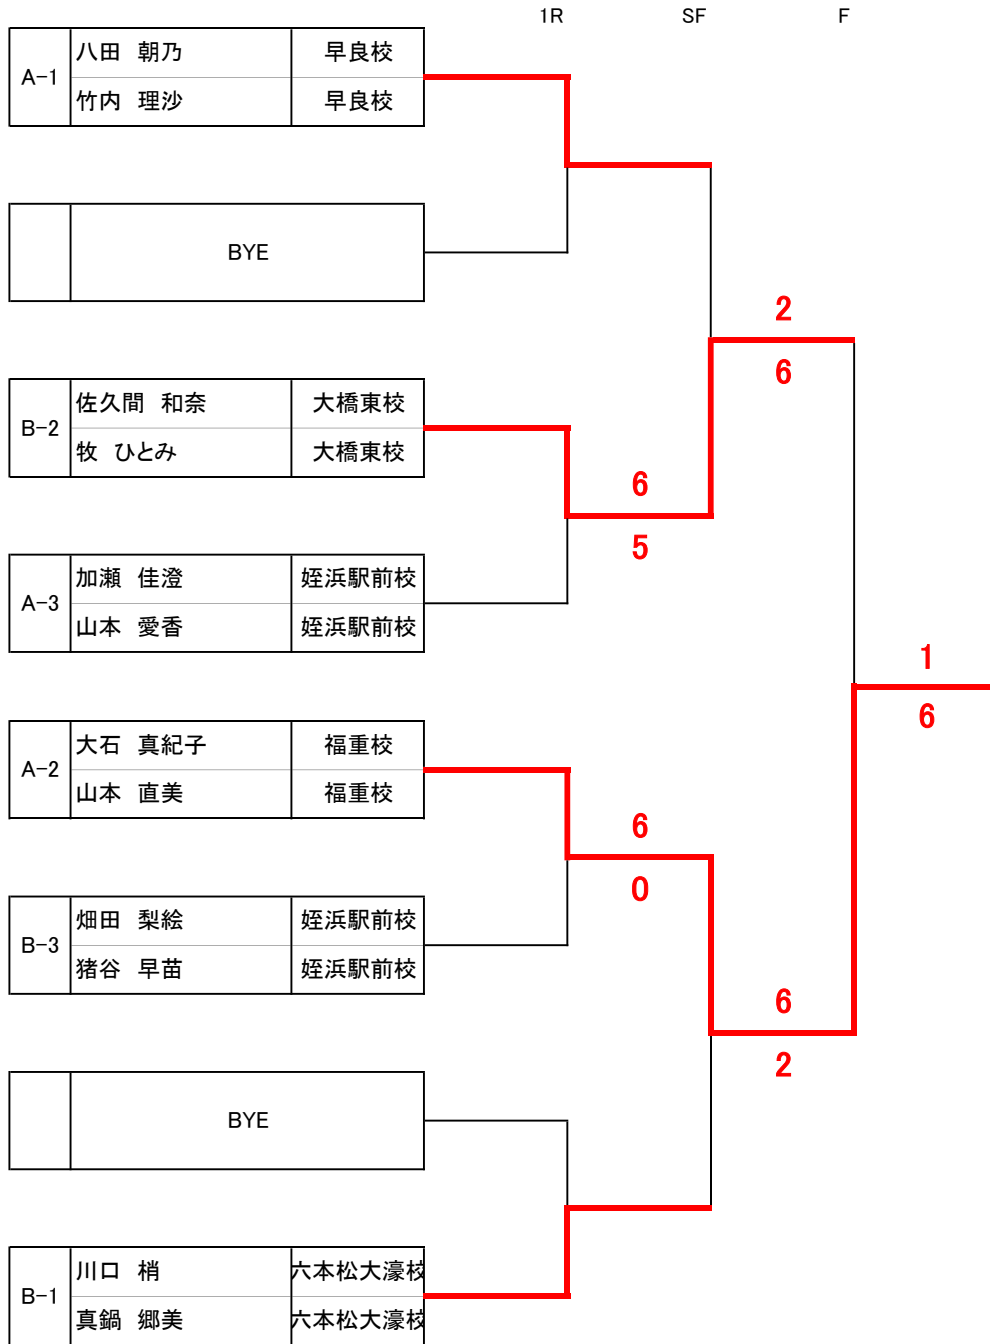 1R SF F
A-1
八田 朝乃 早良校
竹内 理沙 早良校
BYE
2
6
B-2
佐久間 和奈 大橋東校
牧 ひとみ 大橋東校
6
5
A-3
加瀬 佳澄 姪浜駅前校
山本 愛香 姪浜駅前校
1
6
A-2
大石 真紀子 福重校
山本 直美 福重校
6
0
B-3
畑田 梨絵 姪浜駅前校
猪谷 早苗 姪浜駅前校
6
2
BYE
B-1
川口 梢 六本松大濠校
真鍋 郷美 六本松大濠校